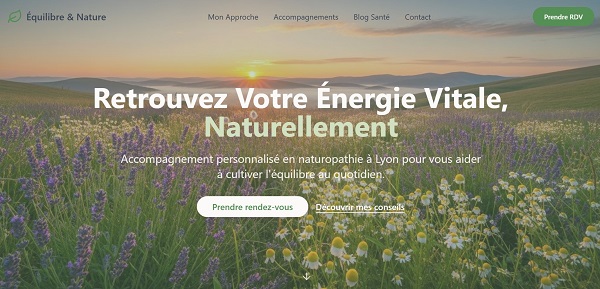 Équilibre & Nature
Mon Approche
Accompagnements
Blog Santé
Contact
Prendre RDV
Retrouvez Votre Énergie Vitale,
Naturellement
Accompagnement personnalisé en naturopathie à Lyon pour vous aider
à cultiver l'équilibre au quotidien.
Prendre rendez-vous
Decouvrir mes conseils